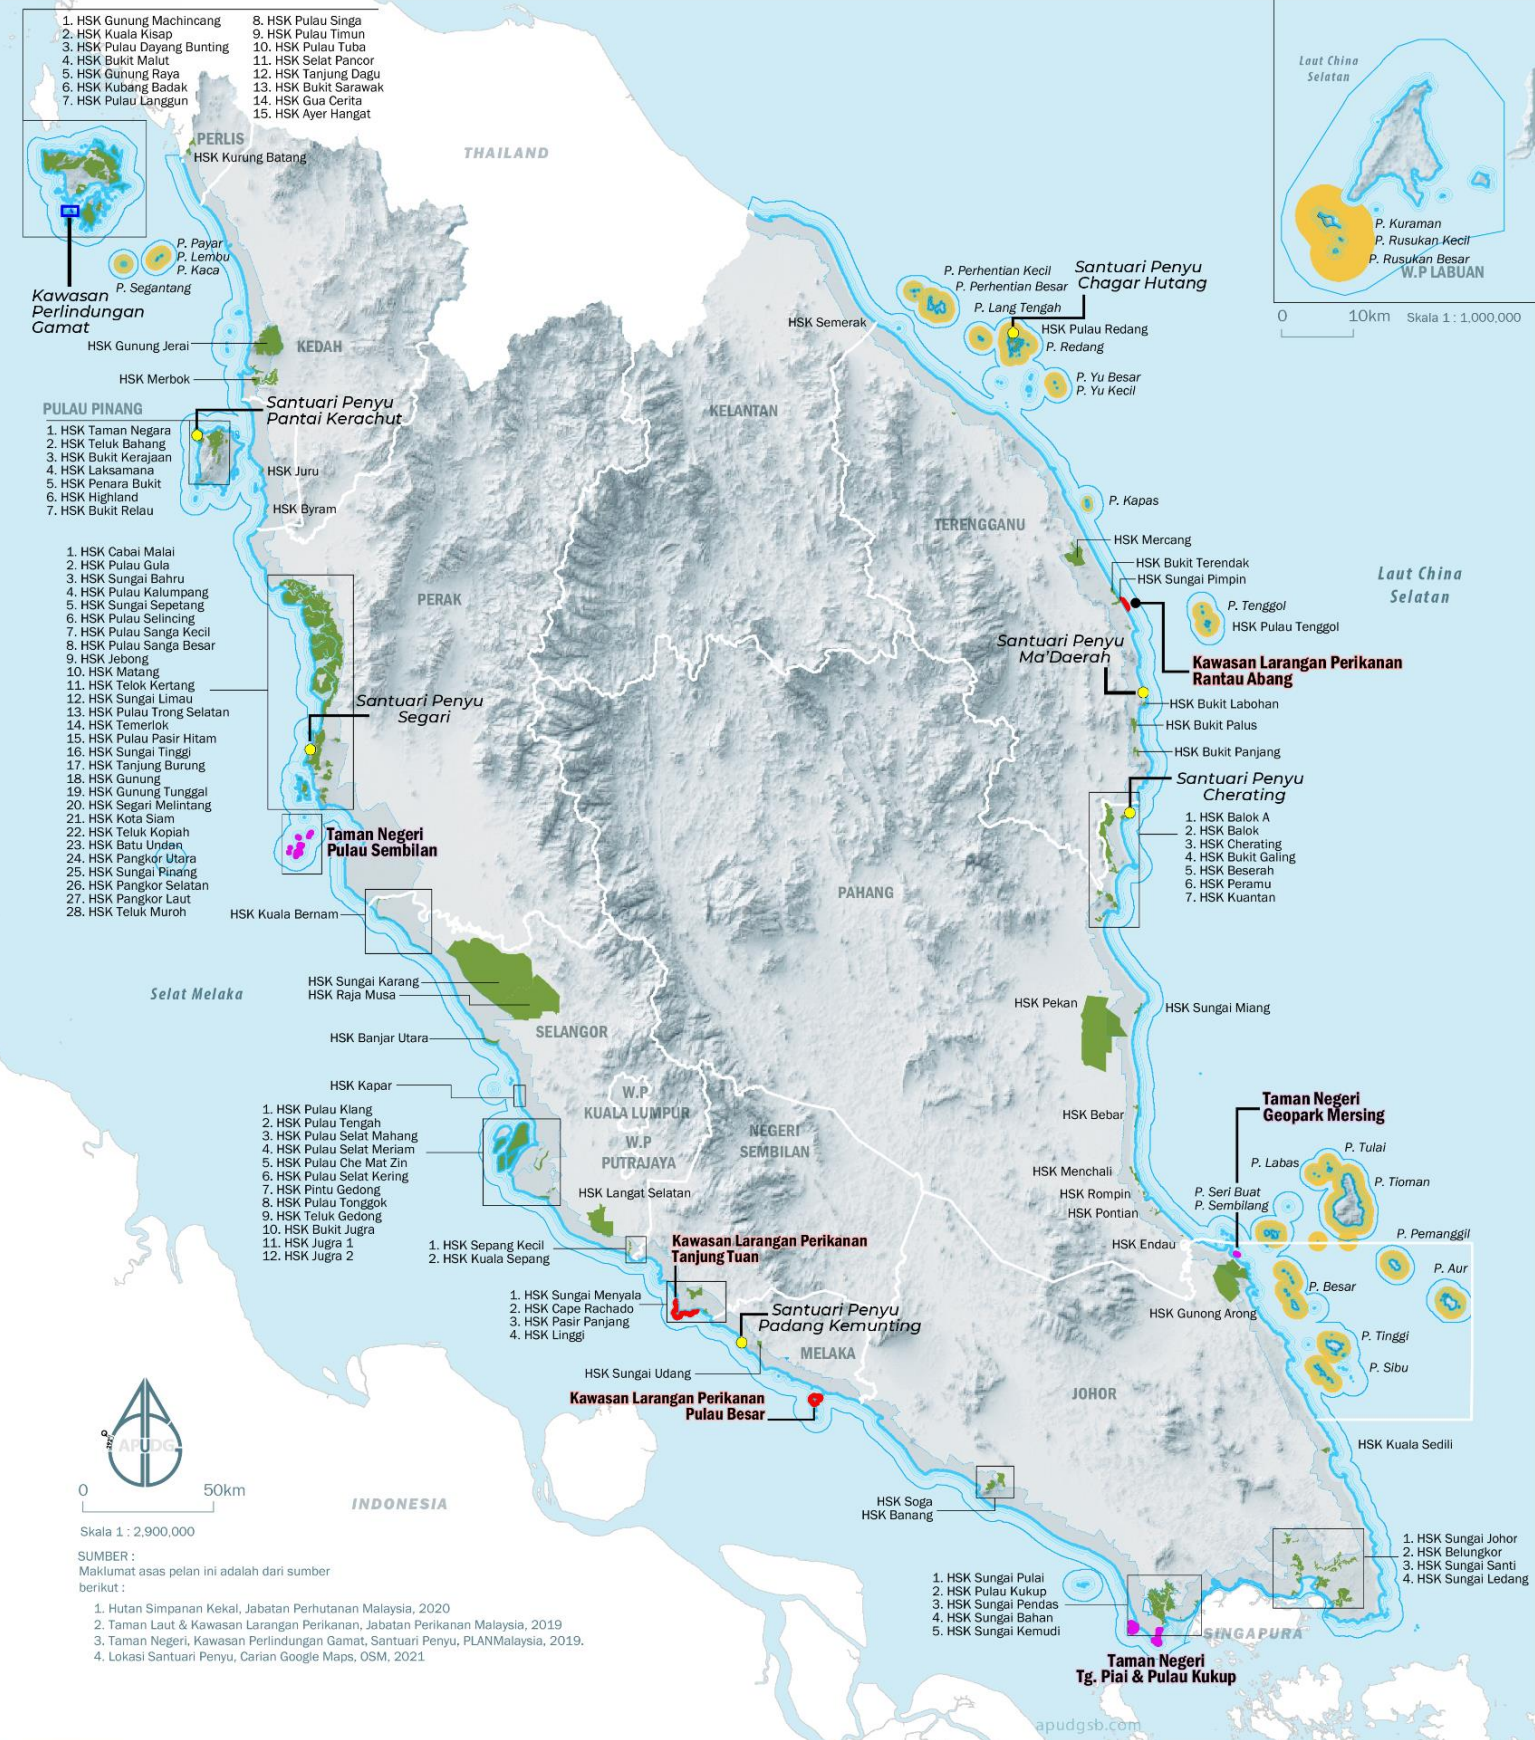 1. HSK Gunung Machincang
2. HSK Kuala Kisap
3. HSK Pulau Dayang Bunting
4. HSK Bukit Malut
5. HSK Gunung Raya
6. HSK Kubang Badak
7. HSK Pulau Langgun
8. HSK Pulau Singa
9. HSK Pulau Timun
10. HSK Pulau Tuba
11. HSK Selat Pancor
12. HSK Tanjung Dagu
13. HSK Bukit Sarawak
14. HSK Gua Cerita
15. HSK Ayer Hangat
PERLIS
HSK Kurung Batang
THAILAND
Laut China
Selatan
P. Kuraman
P. Rusukan Kecil
P. Rusukan Besar
W.P LABUAN
0 10km Skala 1 : 1,000,000
P. Payar
P. Lembu
P. Kaca
P. Segantang
Kawasan
Perlindungan
Gamat
HSK Gunung Jerai
KEDAH
HSK Merbok
P. Perhentian Kecil
P. Perhentian Besar
P. Lang Tengah
Santuari Penyu
Chagar Hutang
HSK Pulau Redang
P. Redang
HSK Semerak
P. Yu Besar
P. Yu Kecil
PULAU PINANG
Santuari Penyu
Pantai Kerachut
1. HSK Taman Negara
2. HSK Teluk Bahang
3. HSK Bukit Kerajaan
4. HSK Laksamana
5. HSK Penara Bukit
6. HSK Highland
7. HSK Bukit Relau
HSK Juru
HSK Byram
KELANTAN
P. Kapas
TERENGGANU
HSK Mercang
HSK Bukit Terendak
HSK Sungai Pimpin
Laut China
Selatan
P. Tenggol
HSK Pulau Tenggol
Santuari Penyu
Ma'Daerah
Kawasan Larangan Perikanan
Rantau Abang
HSK Bukit Labohan
HSK Bukit Palus
HSK Bukit Panjang
Santuari Penyu
Cherating
1. HSK Balok A
2. HSK Balok
3. HSK Cherating
4. HSK Bukit Galing
5. HSK Beserah
6. HSK Peramu
7. HSK Kuantan
1. HSK Cabai Malai
2. HSK Pulau Gula
3. HSK Sungai Bahru
4. HSK Pulau Kalumpang
5. HSK Sungai Sepetang
6. HSK Pulau Selincing
7. HSK Pulau Sanga Kecil
8. HSK Pulau Sanga Besar
9. HSK Jebong
10. HSK Matang
11. HSK Telok Kertang
12. HSK Sungai Limau
13. HSK Pulau Trong Selatan
14. HSK Temerlok
15. HSK Pulau Pasir Hitam
16. HSK Sungai Tinggi
17. HSK Tanjung Burung
18. HSK Gunung
19. HSK Gunung Tunggal
20. HSK Segari Melintang
21. HSK Kota Siam
22. HSK Teluk Kopiah
23. HSK Batu Undan
24. HSK Pangkor Utara
25. HSK Sungai Pinang
26. HSK Pangkor Selatan
27. HSK Pangkor Laut
28. HSK Teluk Muroh
PERAK
Santuari Penyu
Segari
Taman Negeri
Pulau Sembilan
HSK Kuala Bernam
PAHANG
Selat Melaka
HSK Sungai Karang
HSK Raja Musa
SELANGOR
HSK Banjar Utara
HSK Kapar
HSK Pekan
HSK Sungai Miang
HSK Bebar
1. HSK Pulau Klang
2. HSK Pulau Tengah
3. HSK Pulau Selat Mahang
4. HSK Pulau Selat Meriam
5. HSK Pulau Che Mat Zin
6. HSK Pulau Selat Kering
7. HSK Pintu Gedong
8. HSK Pulau Tonggok
9. HSK Teluk Gedong
10. HSK Bukit Jugra
11. HSK Jugra 1
12. HSK Jugra 2
W.P
KUALA LUMPUR
W.P
PUTRAJAYA
NEGERI
SEMBILAN
HSK Langat Selatan
1. HSK Sepang Kecil
2. HSK Kuala Sepang
Kawasan Larangan Perikanan
Tanjung Tuan
1. HSK Sungai Menyala
2. HSK Cape Rachado
3. HSK Pasir Panjang
4. HSK Linggi
Santuari Penyu
Padang Kemunting
MELAKA
HSK Sungai Udang
Kawasan Larangan Perikanan
Pulau Besar
Taman Negeri
Geopark Mersing
HSK Menchali
HSK Rompin
HSK Pontian
HSK Endau
P. Tulai
P. Labas
P. Tioman
P. Seri Buat
P. Sembilang
P. Pemanggil
P. Aur
P. Besar
HSK Gunong Arong
P. Tinggi
P. Sibu
JOHOR
HSK Kuala Sedili
HSK Soga
HSK Banang
1. HSK Sungai Johor
2. HSK Belungkor
3. HSK Sungai Santi
4. HSK Sungai Ledang
1. HSK Sungai Pulai
2. HSK Pulau Kukup
3. HSK Sungai Pendas
4. HSK Sungai Bahan
5. HSK Sungai Kemudi
SINGAPURA
Taman Negeri
Tg. Piai & Pulau Kukup
INDONESIA
APUDG
0 50km
Skala 1 : 2,900,000
SUMBER :
Maklumat asas pelan ini adalah dari sumber
berikut :
1. Hutan Simpanan Kekal, Jabatan Perhutanan Malaysia, 2020
2. Taman Laut & Kawasan Larangan Perikanan, Jabatan Perikanan Malaysia, 2019
3. Taman Negeri, Kawasan Perlindungan Gamat, Santuari Penyu, PLANMalaysia, 2019.
4. Lokasi Santuari Penyu, Carian Google Maps, OSM, 2021
apudgsb.com